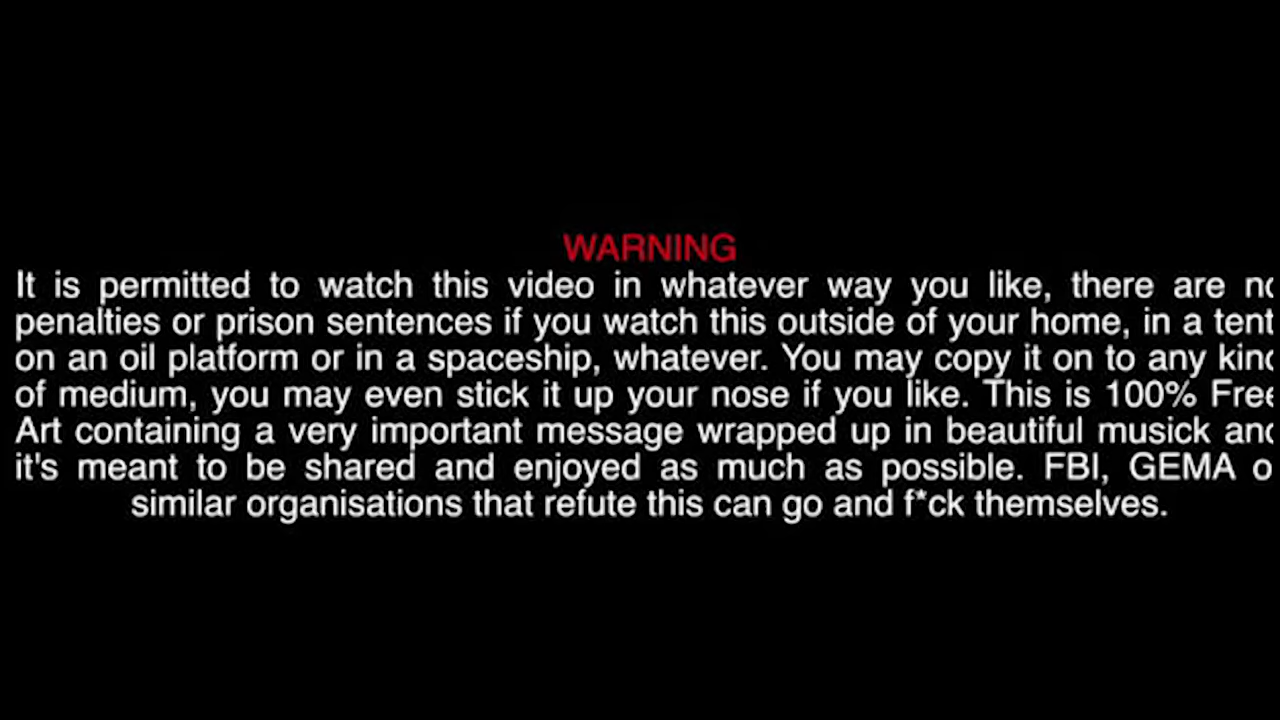 WARNING
It is permitted to watch this video in whatever way you like, there are no
penalties or prison sentences if you watch this outside of your home, in a tent
on an oil platform or in a spaceship, whatever. You may copy it on to any kind
of medium, you may even stick it up your nose if you like. This is 100% Free
Art containing a very important message wrapped up in beautiful musick and
it's meant to be shared and enjoyed as much as possible. FBI, GEMA o
similar organisations that refute this can go and f*ck themselves.